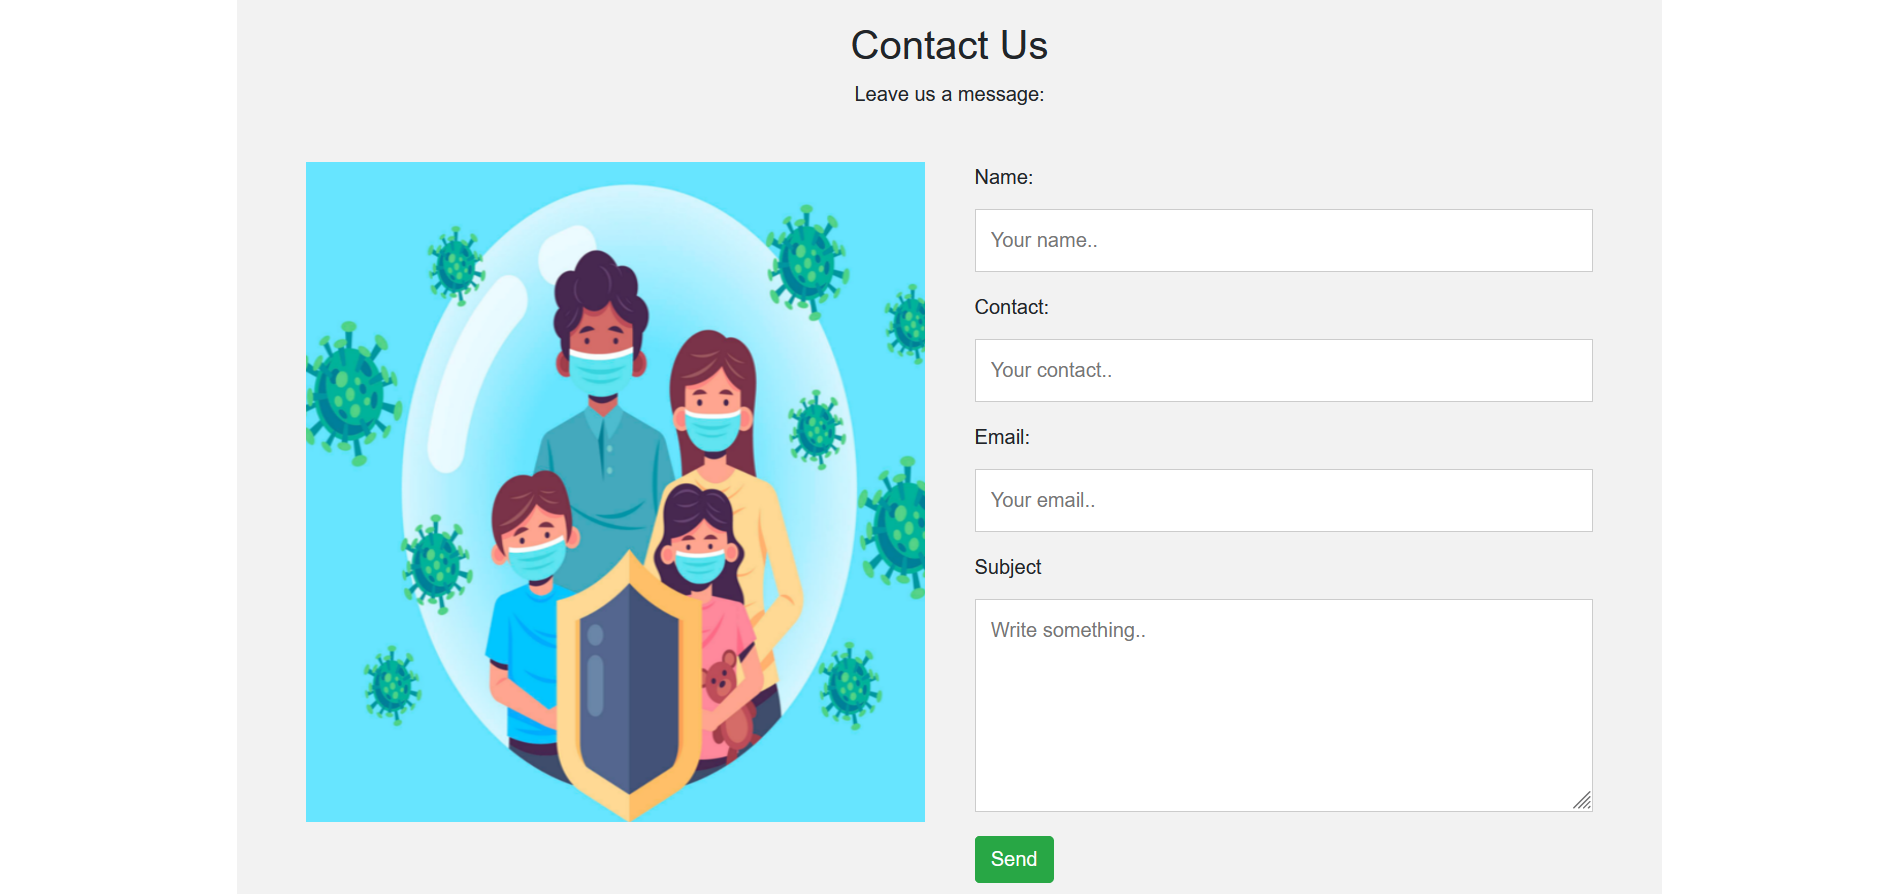 Contact Us
Leave us a message:
Name:
Your name..
Contact:
Your contact..
Email:
Your email..
Subject
Write something..
Send